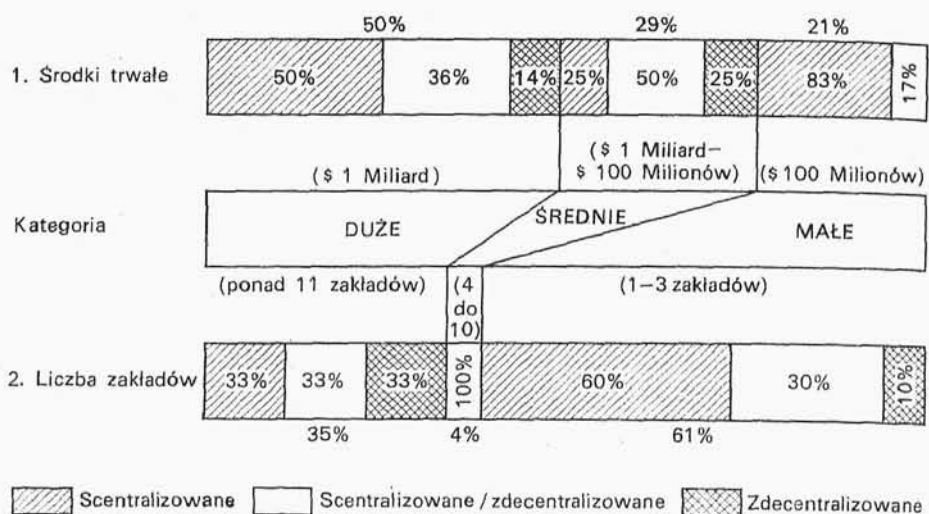 50% 29% 21%
1. Środki trwałe 50% 36% 14% 25% 50% 25% 83% 17%
($ 1 Miliard) ($ 1 Miliard– $ 100 Milionów) ($ 100 Milionów)
Kategoria DUŻE ŚREDNIE MAŁE
(ponad 11 zakładów) (4 do 10) (1–3 zakładów)
2. Liczba zakładów 33% 33% 33% 100% 60% 30% 10%
35% 4% 61%
Scentralizowane Scentralizowane / zdecentralizowane Zdecentralizowane